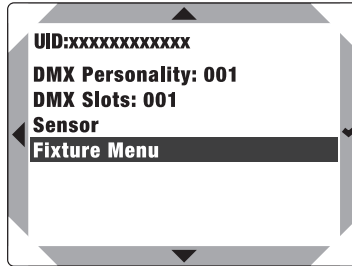 UID:xxxxxxxxxxxx
DMX Personality: 001
DMX Slots: 001
Sensor
Fixture Menu